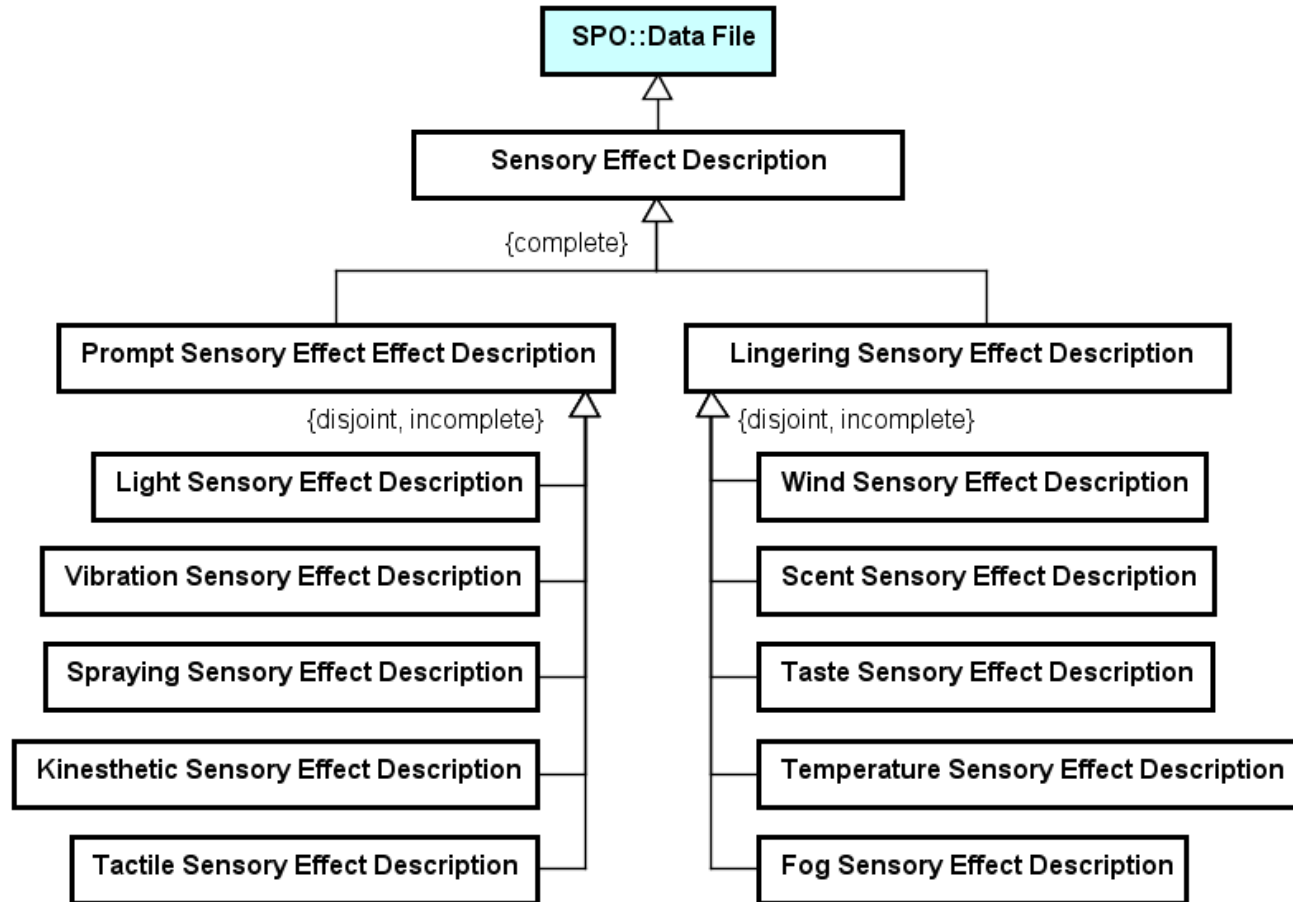 SPO::Data File
Sensory Effect Description
{complete}
Prompt Sensory Effect Effect Description
Lingering Sensory Effect Description
{disjoint, incomplete}
{disjoint, incomplete}
Light Sensory Effect Description
Wind Sensory Effect Description
Vibration Sensory Effect Description
Scent Sensory Effect Description
Spraying Sensory Effect Description
Taste Sensory Effect Description
Kinesthetic Sensory Effect Description
Temperature Sensory Effect Description
Tactile Sensory Effect Description
Fog Sensory Effect Description